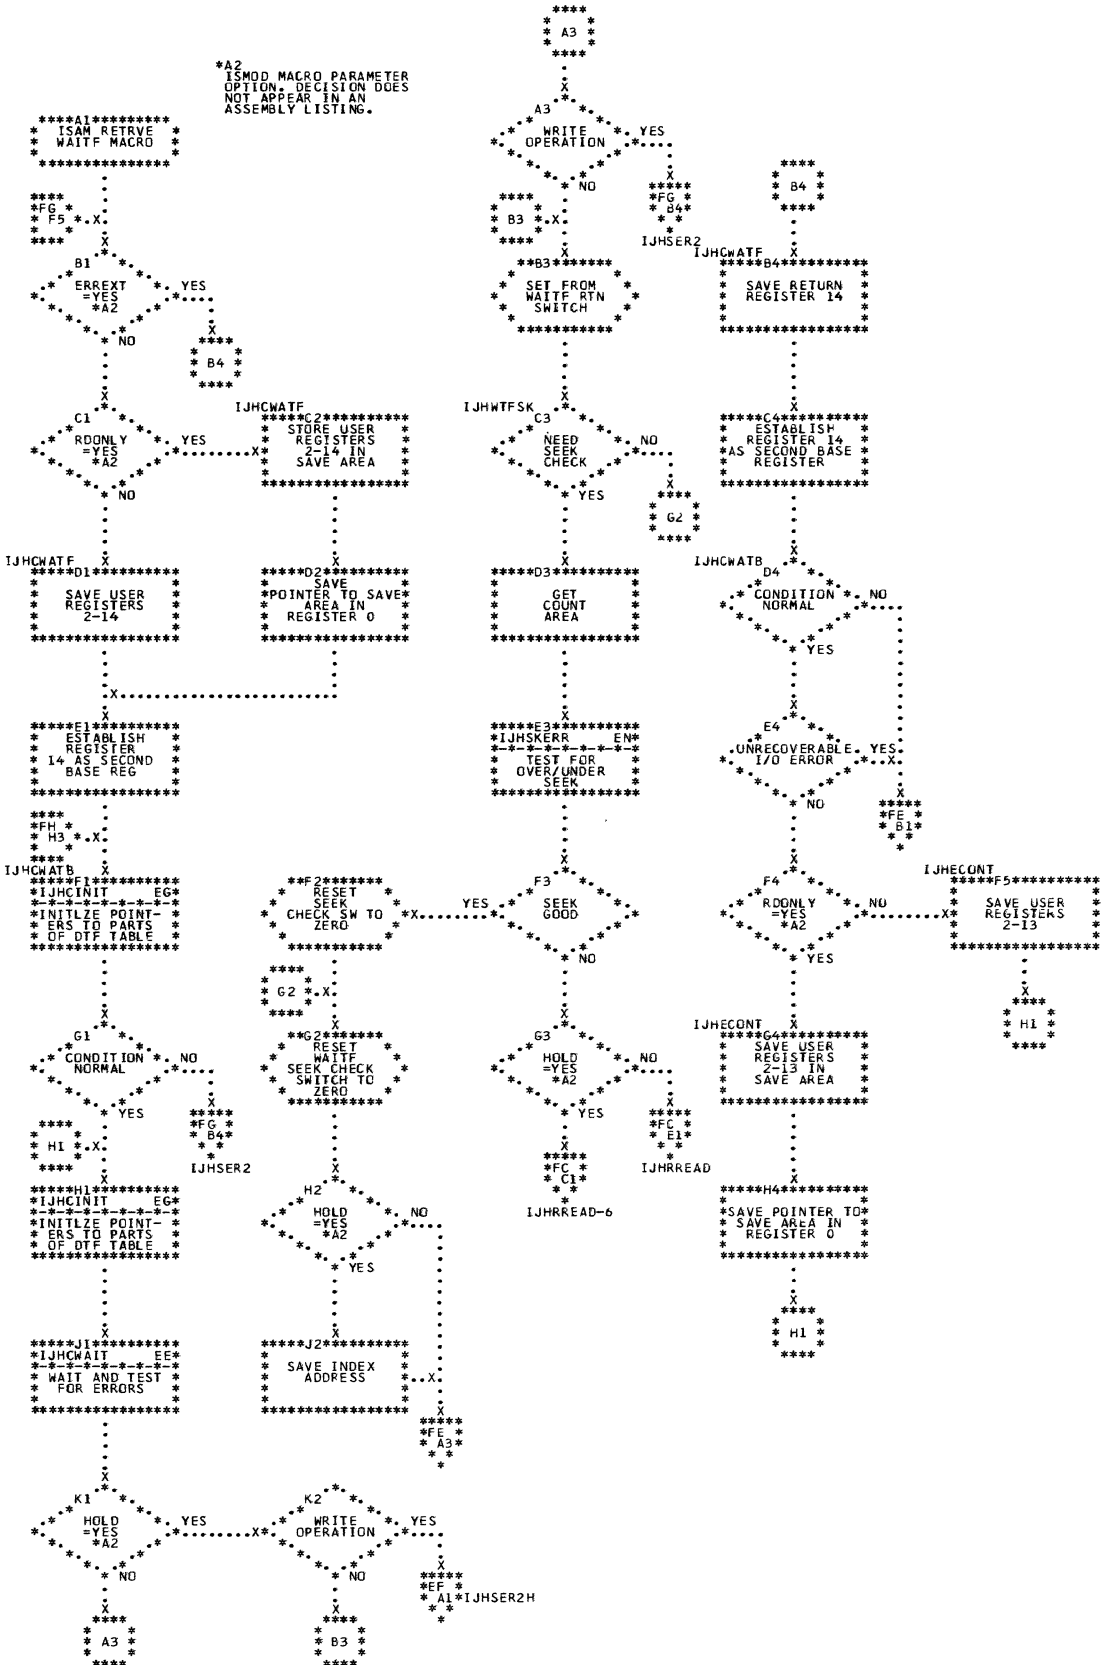 A3
*A2
ISMOD MACRO PARAMETER
OPTION. DECISION DOES
NOT APPEAR IN AN
ASSEMBLY LISTING.
A1
ISAM RETRVE
WAITF MACRO
FG
F5
B1
ERREXT
=YES
*A2
YES
NO
B4
C1
RDONLY
=YES
*A2
YES
NO
IJHCWATF
C2
STORE USER
REGISTERS
2-14 IN
SAVE AREA
IJHCWATF
D1
SAVE USER
REGISTERS
2-14
D2
SAVE
POINTER TO SAVE
AREA IN
REGISTER 0
E1
ESTABLISH
REGISTER
14 AS SECOND
BASE REG
FH
H3
IJHCWATB
F1
IJHCINIT EG
INITLZE POINT-
ERS TO PARTS
OF DTF TABLE
G1
CONDITION
NORMAL
NO
YES
FG
B4
IJHSER2
H1
H1
IJHCINIT EG
INITLZE POINT-
ERS TO PARTS
OF DTF TABLE
J1
IJHCWAIT EE
WAIT AND TEST
FOR ERRORS
K1
HOLD
=YES
*A2
YES
NO
A3
K2
WRITE
OPERATION
YES
NO
EF
A1
IJHSER2H
B3
F2
RESET
SEEK
CHECK SW TO
ZERO
G2
G2
RESET
WAITF
SEEK CHECK
SWITCH TO
ZERO
H2
HOLD
=YES
*A2
NO
YES
J2
SAVE INDEX
ADDRESS
FE
A3
A3
WRITE
OPERATION
YES
NO
FG
B4
IJHSER2
B3
B3
SET FROM
WAITF RTN
SWITCH
IJHWTFSK
C3
NEED
SEEK
CHECK
NO
YES
G2
D3
GET
COUNT
AREA
E3
IJHSKERR EN
TEST FOR
OVER/UNDER
SEEK
F3
SEEK
GOOD
YES
NO
G3
HOLD
=YES
*A2
NO
YES
FC
E1
IJHRREAD
FC
C1
IJHRREAD-6
B4
IJHCWATF
B4
SAVE RETURN
REGISTER 14
C4
ESTABLISH
REGISTER 14
AS SECOND BASE
REGISTER
IJHCWATB
D4
CONDITION
NORMAL
NO
YES
E4
UNRECOVERABLE
I/O ERROR
YES
NO
FE
B1
F4
RDONLY
=YES
*A2
NO
YES
IJHECONT
F5
SAVE USER
REGISTERS
2-13
H1
IJHECONT
G4
SAVE USER
REGISTERS
2-13 IN
SAVE AREA
H4
SAVE POINTER TO
SAVE AREA IN
REGISTER 0
H1